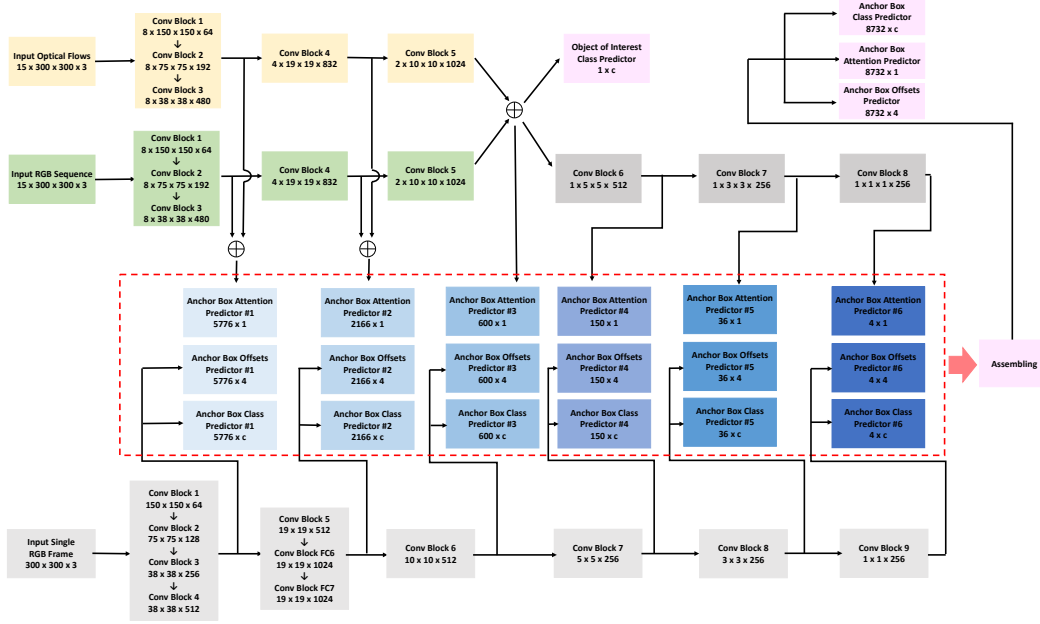 Input Optical Flows
15 x 300 x 300 x 3
Conv Block 1
8 x 150 x 150 x 64
↓
Conv Block 2
8 x 75 x 75 x 192
↓
Conv Block 3
8 x 38 x 38 x 480
Conv Block 4
4 x 19 x 19 x 832
Conv Block 5
2 x 10 x 10 x 1024
Object of Interest
Class Predictor
1 x c
Anchor Box
Class Predictor
8732 x c
Anchor Box
Attention Predictor
8732 x 1
Anchor Box Offsets
Predictor
8732 x 4
Input RGB Sequence
15 x 300 x 300 x 3
Conv Block 1
8 x 150 x 150 x 64
↓
Conv Block 2
8 x 75 x 75 x 192
↓
Conv Block 3
8 x 38 x 38 x 480
Conv Block 4
4 x 19 x 19 x 832
Conv Block 5
2 x 10 x 10 x 1024
Conv Block 6
1 x 5 x 5 x 512
Conv Block 7
1 x 3 x 3 x 256
Conv Block 8
1 x 1 x 1 x 256
Anchor Box Attention
Predictor #1
5776 x 1
Anchor Box Attention
Predictor #2
2166 x 1
Anchor Box Attention
Predictor #3
600 x 1
Anchor Box Attention
Predictor #4
150 x 1
Anchor Box Attention
Predictor #5
36 x 1
Anchor Box Attention
Predictor #6
4 x 1
Anchor Box Offsets
Predictor #1
5776 x 4
Anchor Box Offsets
Predictor #2
2166 x 4
Anchor Box Offsets
Predictor #3
600 x 4
Anchor Box Offsets
Predictor #4
150 x 4
Anchor Box Offsets
Predictor #5
36 x 4
Anchor Box Offsets
Predictor #6
4 x 4
Assembling
Anchor Box Class
Predictor #1
5776 x c
Anchor Box Class
Predictor #2
2166 x c
Anchor Box Class
Predictor #3
600 x c
Anchor Box Class
Predictor #4
150 x c
Anchor Box Class
Predictor #5
36 x c
Anchor Box Class
Predictor #6
4 x c
Input Single
RGB Frame
300 x 300 x 3
Conv Block 1
150 x 150 x 64
↓
Conv Block 2
75 x 75 x 128
↓
Conv Block 3
38 x 38 x 256
↓
Conv Block 4
38 x 38 x 512
Conv Block 5
19 x 19 x 512
↓
Conv Block FC6
19 x 19 x 1024
↓
Conv Block FC7
19 x 19 x 1024
Conv Block 6
10 x 10 x 512
Conv Block 7
5 x 5 x 256
Conv Block 8
3 x 3 x 256
Conv Block 9
1 x 1 x 256